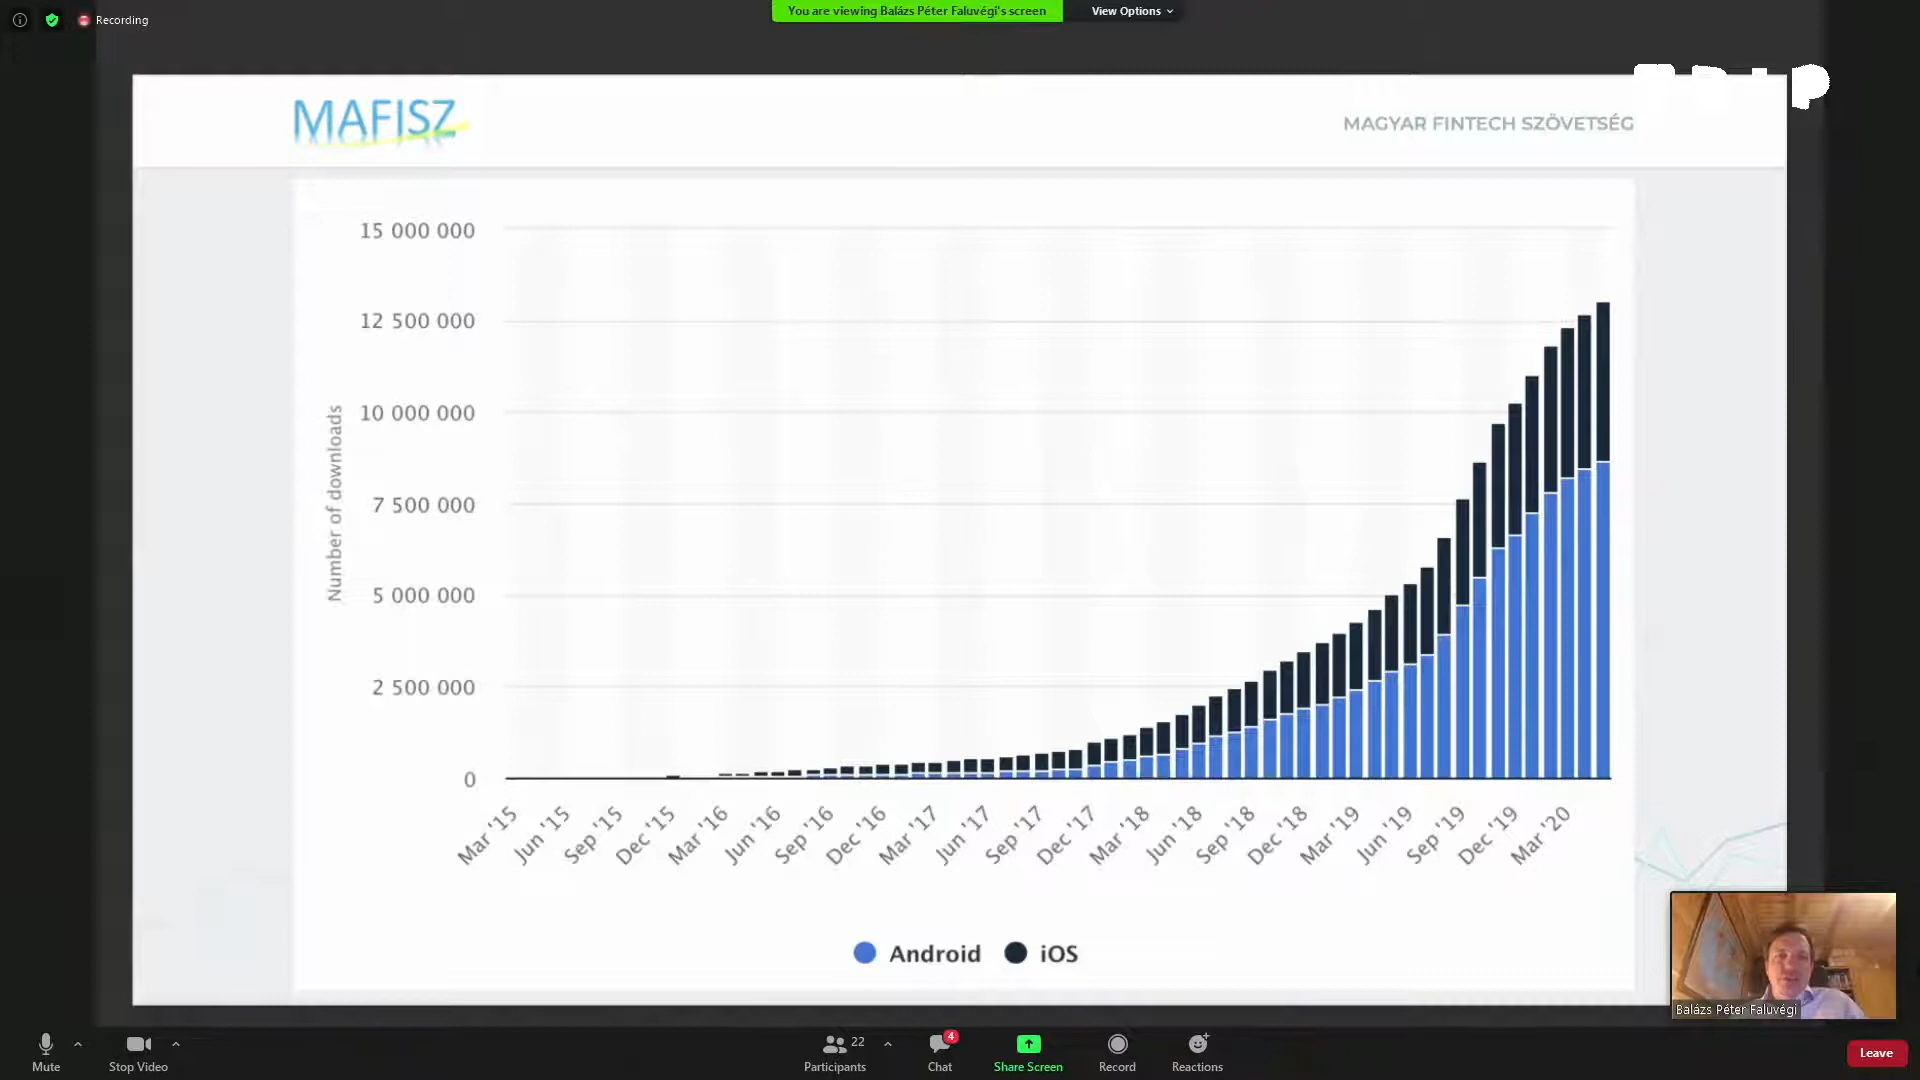 Recording
You are viewing Balázs Péter Faluvégi's screen
View Options
MAFISZ
MAGYAR FINTECH SZÖVETSÉG
Number of downloads
15 000 000
12 500 000
10 000 000
7 500 000
5 000 000
2 500 000
0
Mar '15
Jun '15
Sep '15
Dec '15
Mar '16
Jun '16
Sep '16
Dec '16
Mar '17
Jun '17
Sep '17
Dec '17
Mar '18
Jun '18
Sep '18
Dec '18
Mar '19
Jun '19
Sep '19
Dec '19
Mar '20
Android
iOS
Balázs Péter Faluvégi
Mute
Stop Video
22
Participants
4
Chat
Share Screen
Record
Reactions
Leave